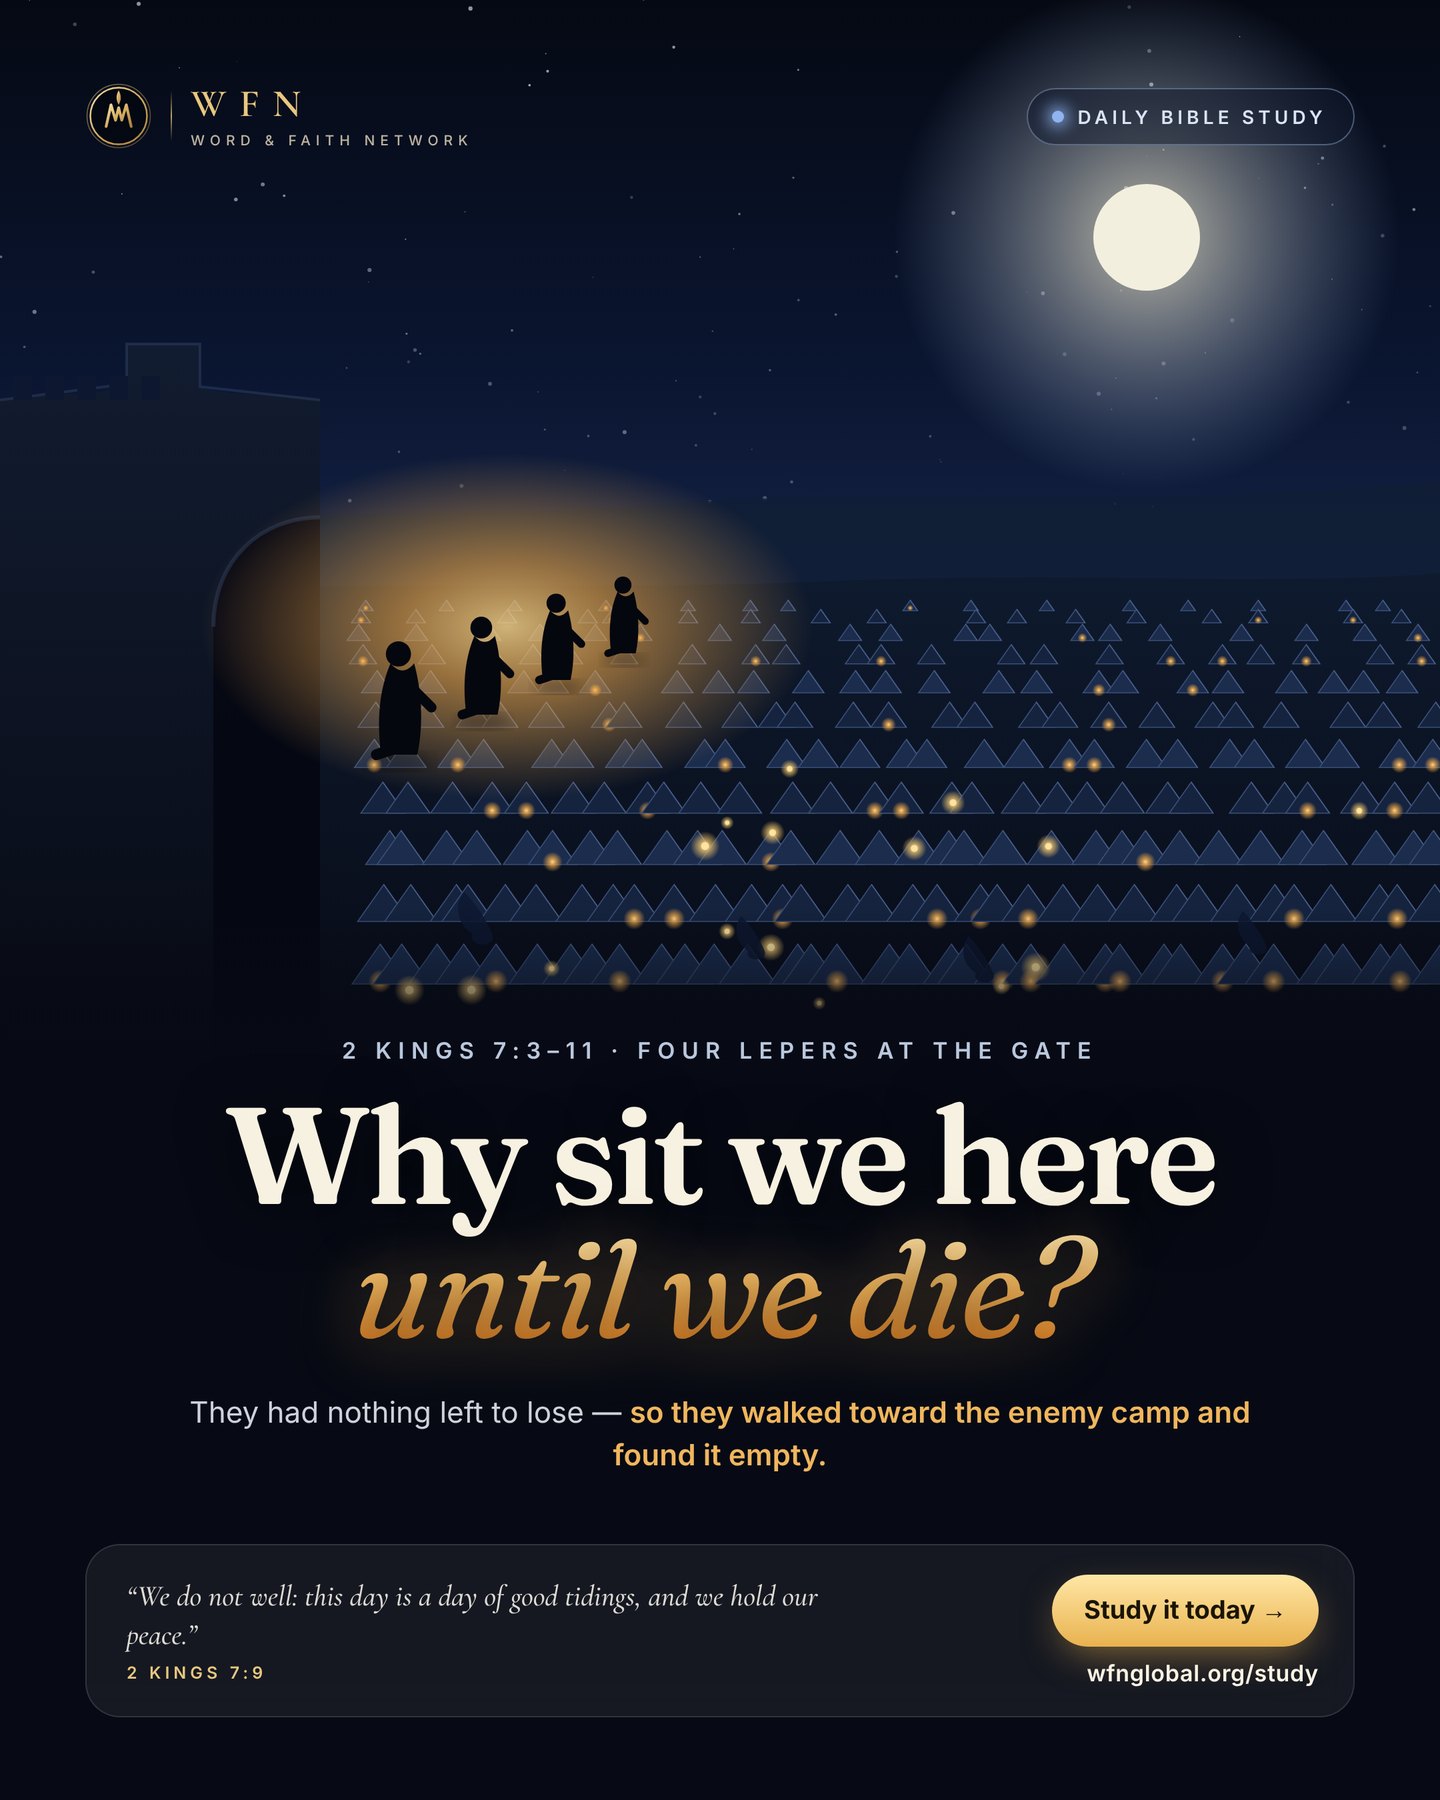 WFN
WORD & FAITH NETWORK
DAILY BIBLE STUDY
2 KINGS 7:3–11 · FOUR LEPERS AT THE GATE
Why sit we here
until we die?
They had nothing left to lose — so they walked toward the enemy camp and
found it empty.
“We do not well: this day is a day of good tidings, and we hold our
peace.”
2 KINGS 7:9
Study it today →
wfnglobal.org/study